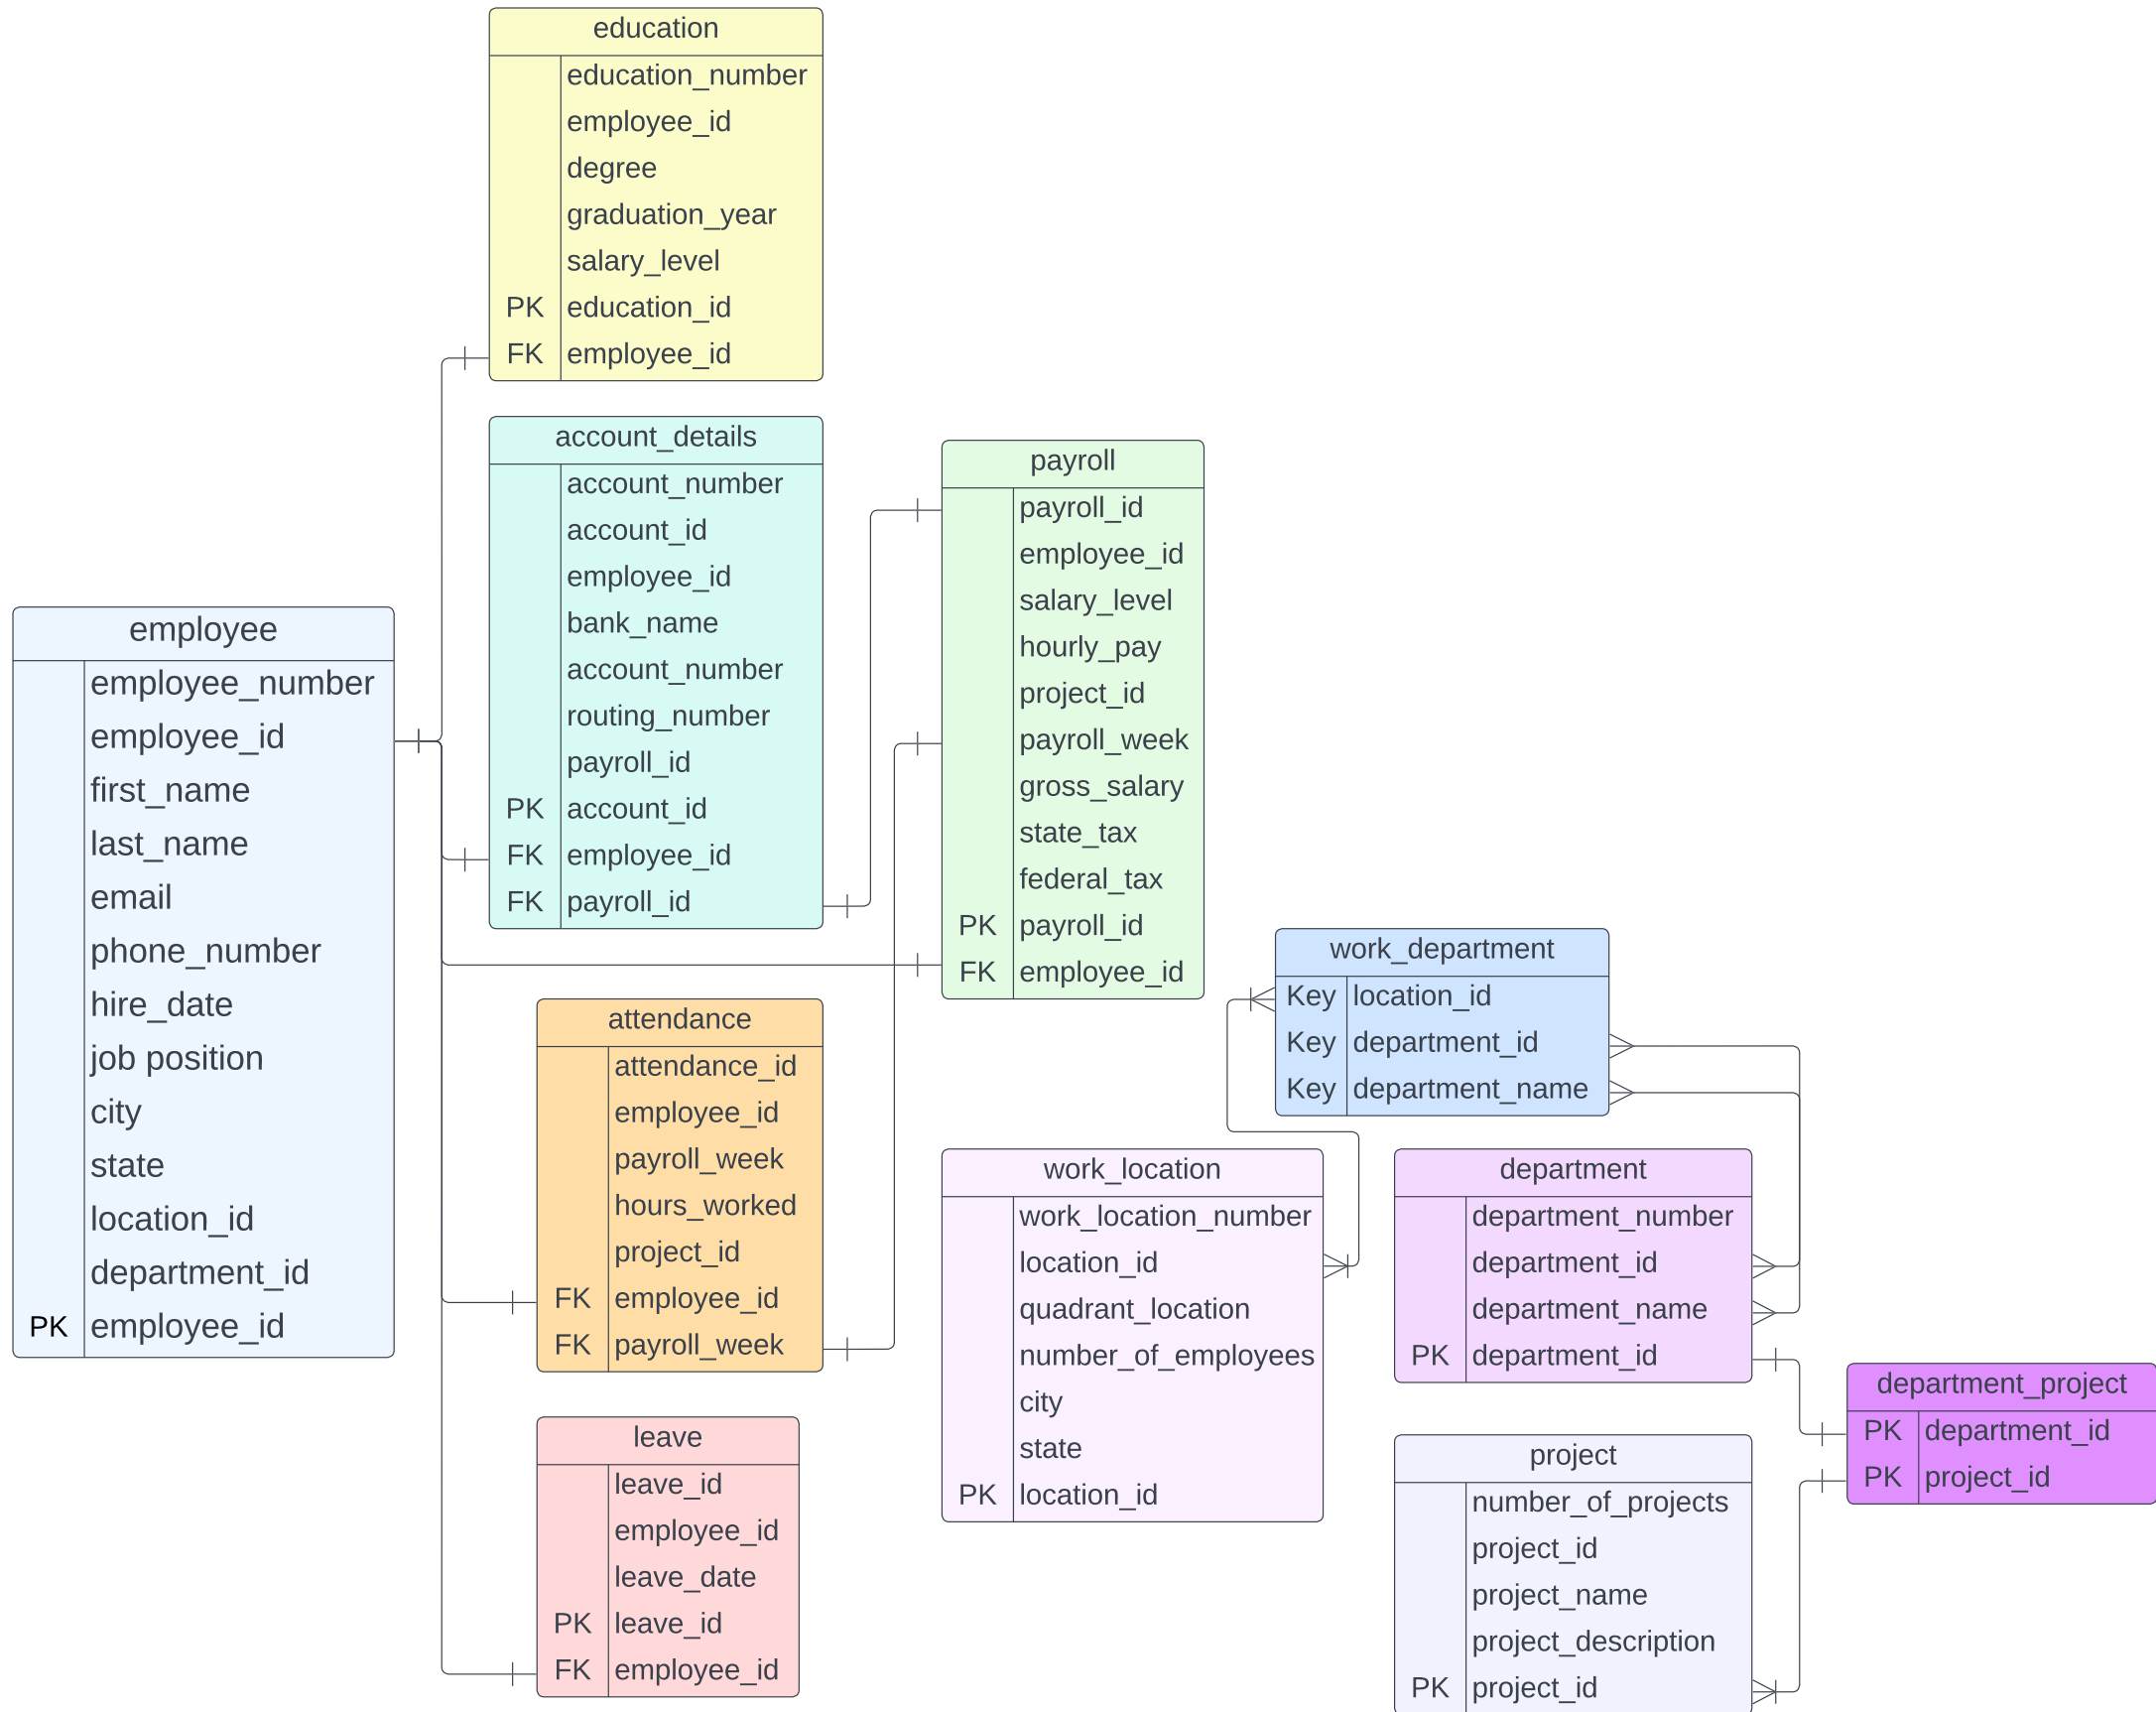 education
education_number
employee_id
degree
graduation_year
salary_level
PK education_id
FK employee_id
account_details
account_number
account_id
employee_id
bank_name
account_number
routing_number
payroll_id
PK account_id
FK employee_id
FK payroll_id
payroll
payroll_id
employee_id
salary_level
hourly_pay
project_id
payroll_week
gross_salary
state_tax
federal_tax
PK payroll_id
FK employee_id
employee
employee_number
employee_id
first_name
last_name
email
phone_number
hire_date
job position
city
state
location_id
department_id
PK employee_id
attendance
attendance_id
employee_id
payroll_week
hours_worked
project_id
FK employee_id
FK payroll_week
leave
leave_id
employee_id
leave_date
PK leave_id
FK employee_id
work_department
Key location_id
Key department_id
Key department_name
work_location
work_location_number
location_id
quadrant_location
number_of_employees
city
state
PK location_id
department
department_number
department_id
department_name
PK department_id
department_project
PK department_id
PK project_id
project
number_of_projects
project_id
project_name
project_description
PK project_id